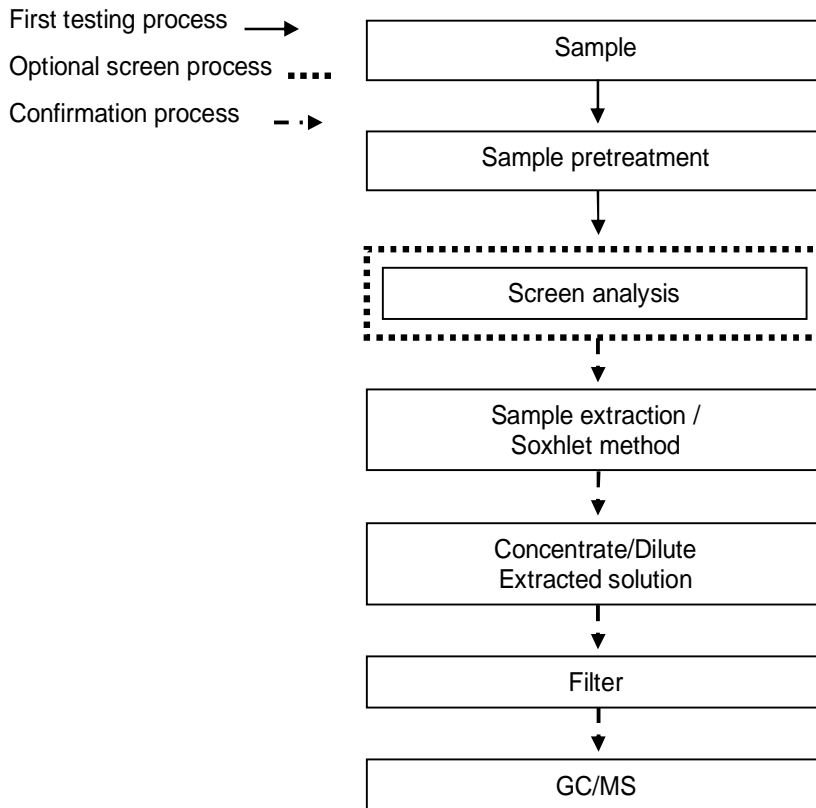 First testing process
Optional screen process
Confirmation process
Sample
Sample pretreatment
Screen analysis
Sample extraction /
Soxhlet method
Concentrate/Dilute
Extracted solution
Filter
GC/MS